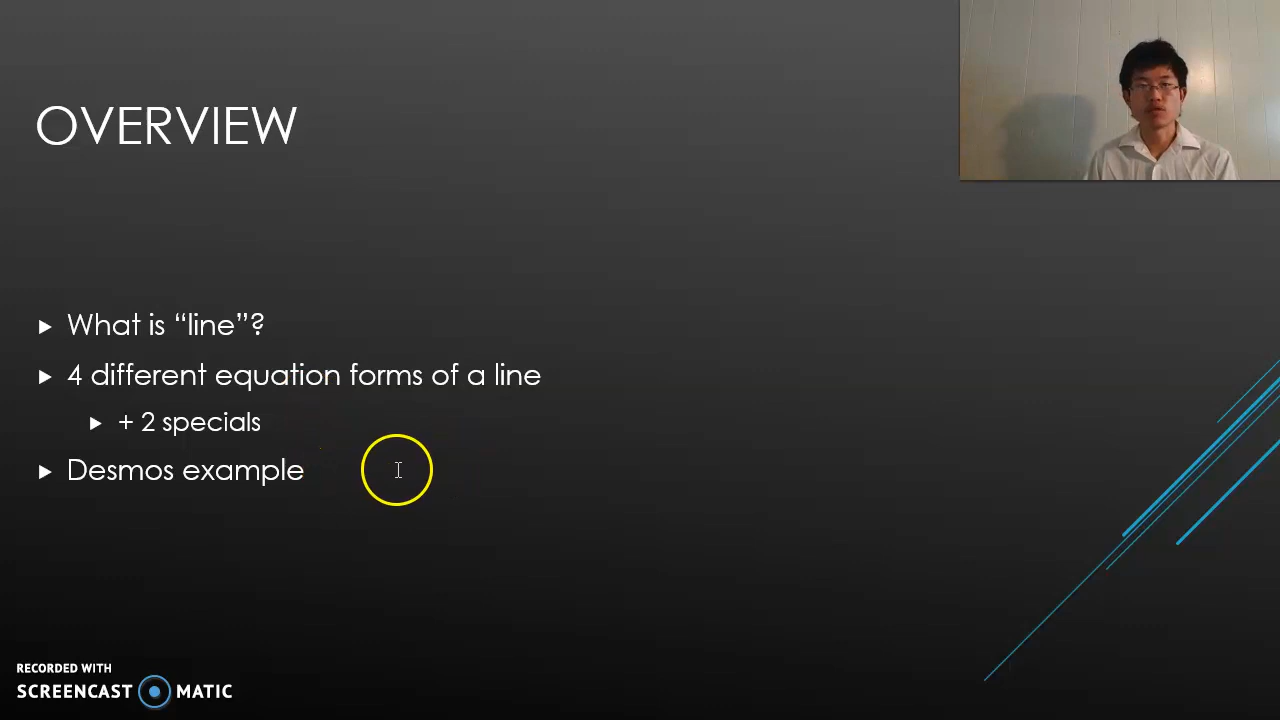 OVERVIEW
What is “line”?
4 different equation forms of a line
+ 2 specials
Desmos example
RECORDED WITH
SCREENCAST MATIC